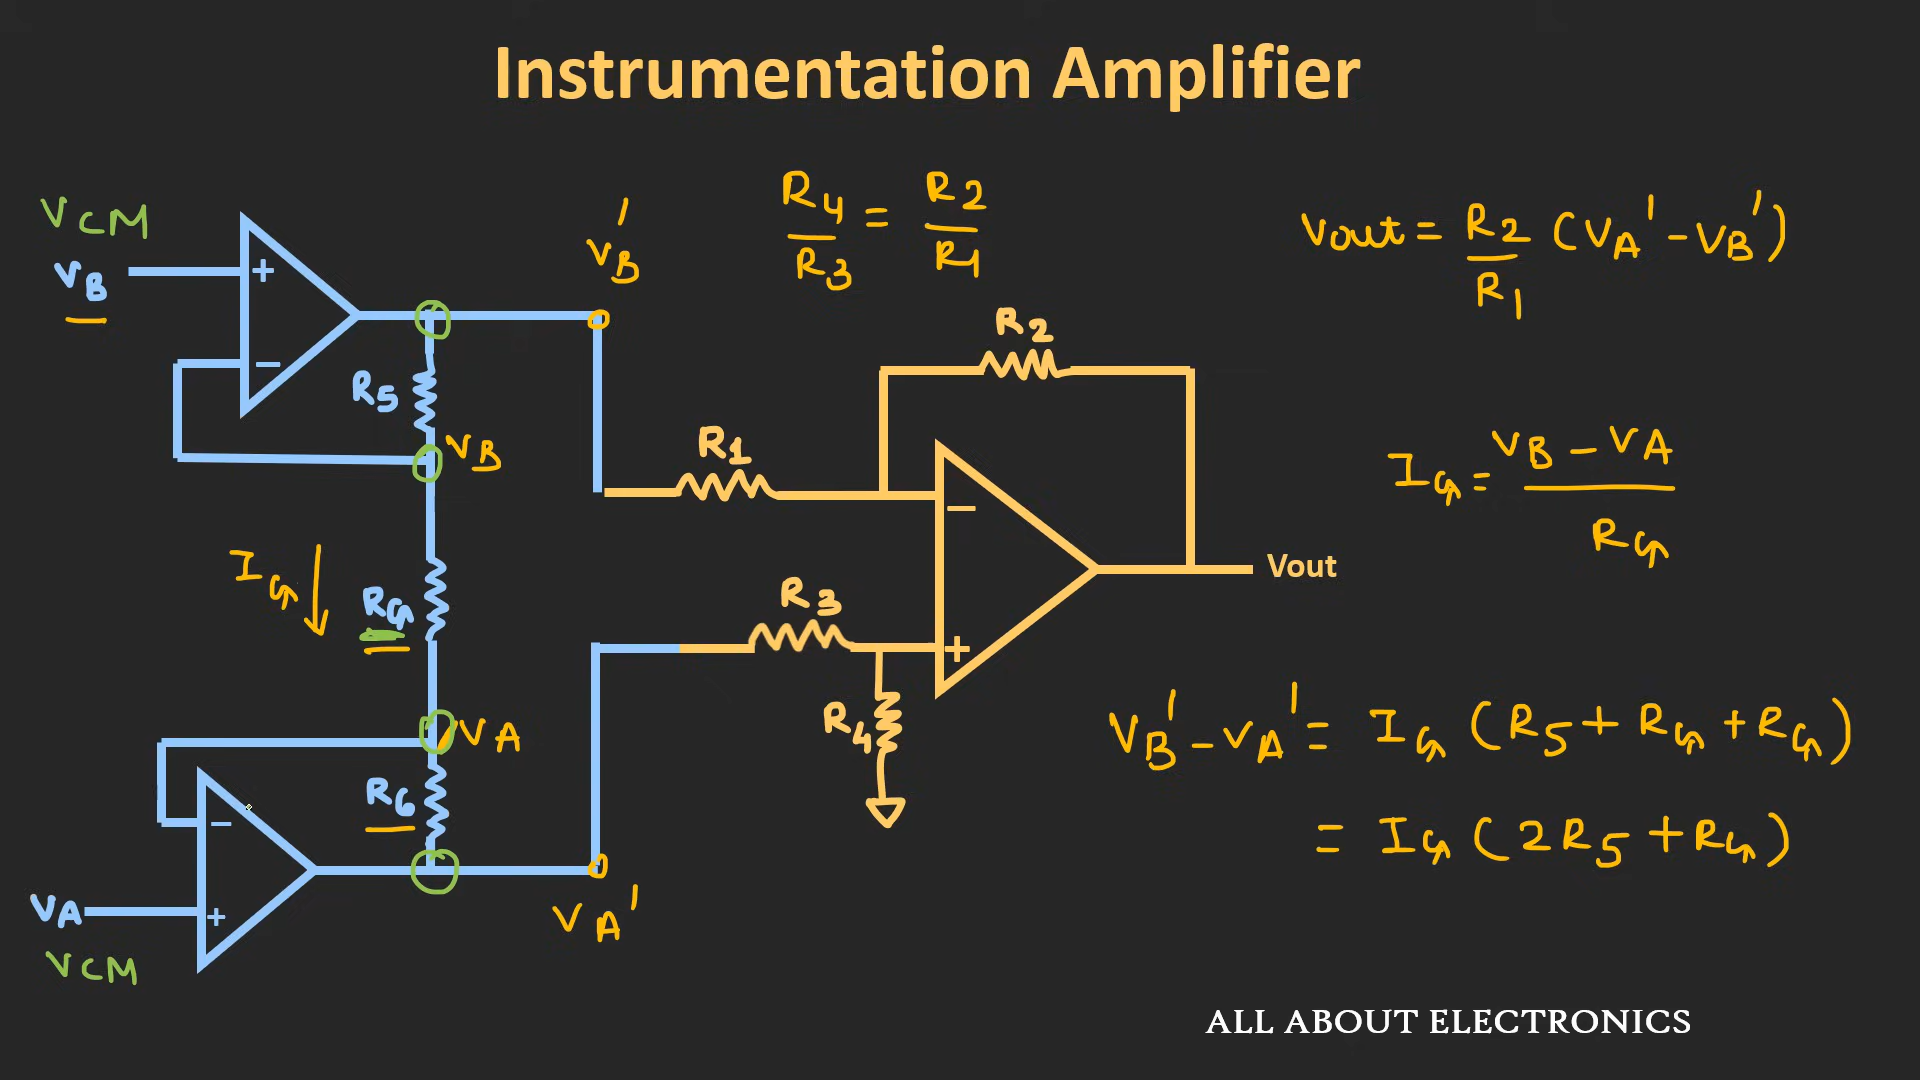 Instrumentation Amplifier
VCM
VB
+
−
R5
VB
IG
RG
VA
R6
−
+
VA
VCM
VB'
VA'
R4/R3 = R2/R1
R2
R1
−
R3
+
R4
Vout
Vout = R2/R1 (VA' - VB')
IG = VB - VA / RG
VB' - VA' = IG (R5 + RG + RG)
= IG (2R5 + RG)
ALL ABOUT ELECTRONICS